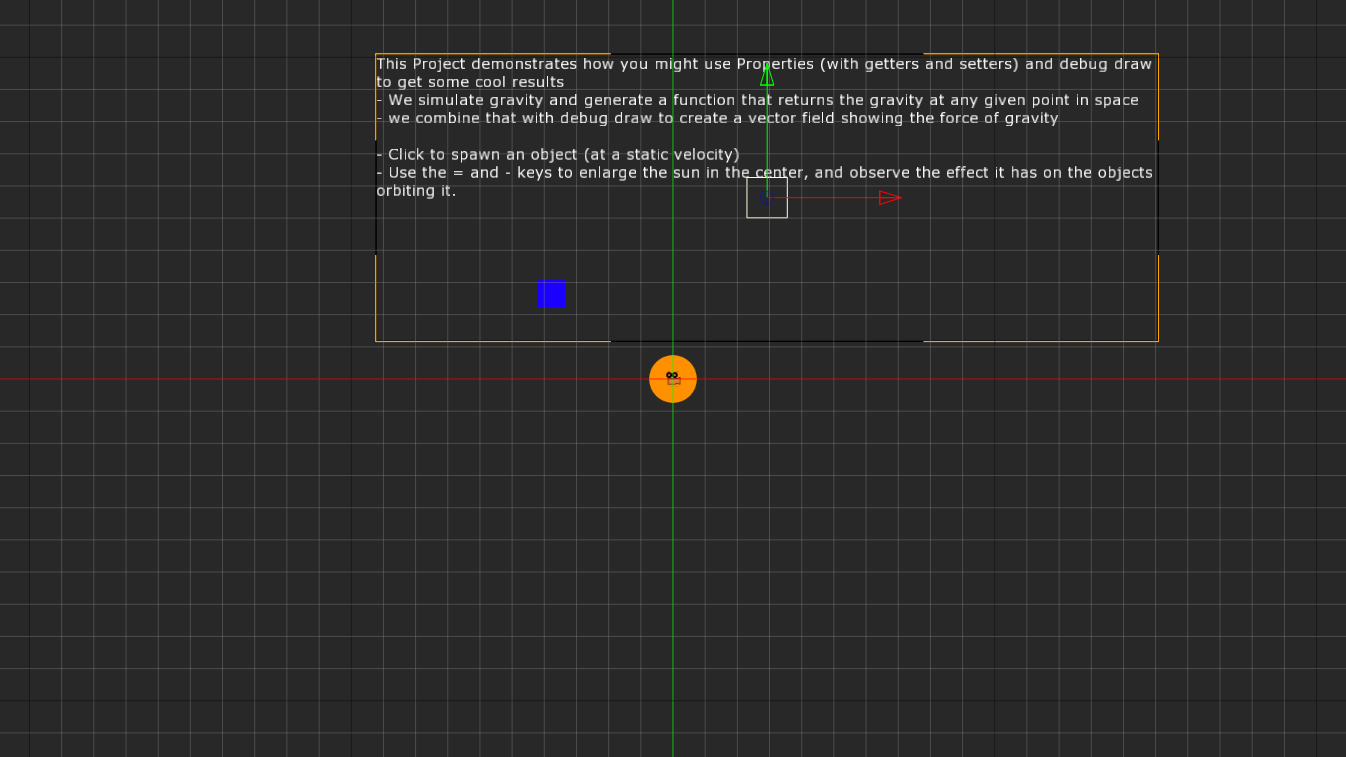 This Project demonstrates how you might use Properties (with getters and setters) and debug draw
to get some cool results
- We simulate gravity and generate a function that returns the gravity at any given point in space
- we combine that with debug draw to create a vector field showing the force of gravity
- Click to spawn an object (at a static velocity)
- Use the = and - keys to enlarge the sun in the center, and observe the effect it has on the objects
orbiting it.